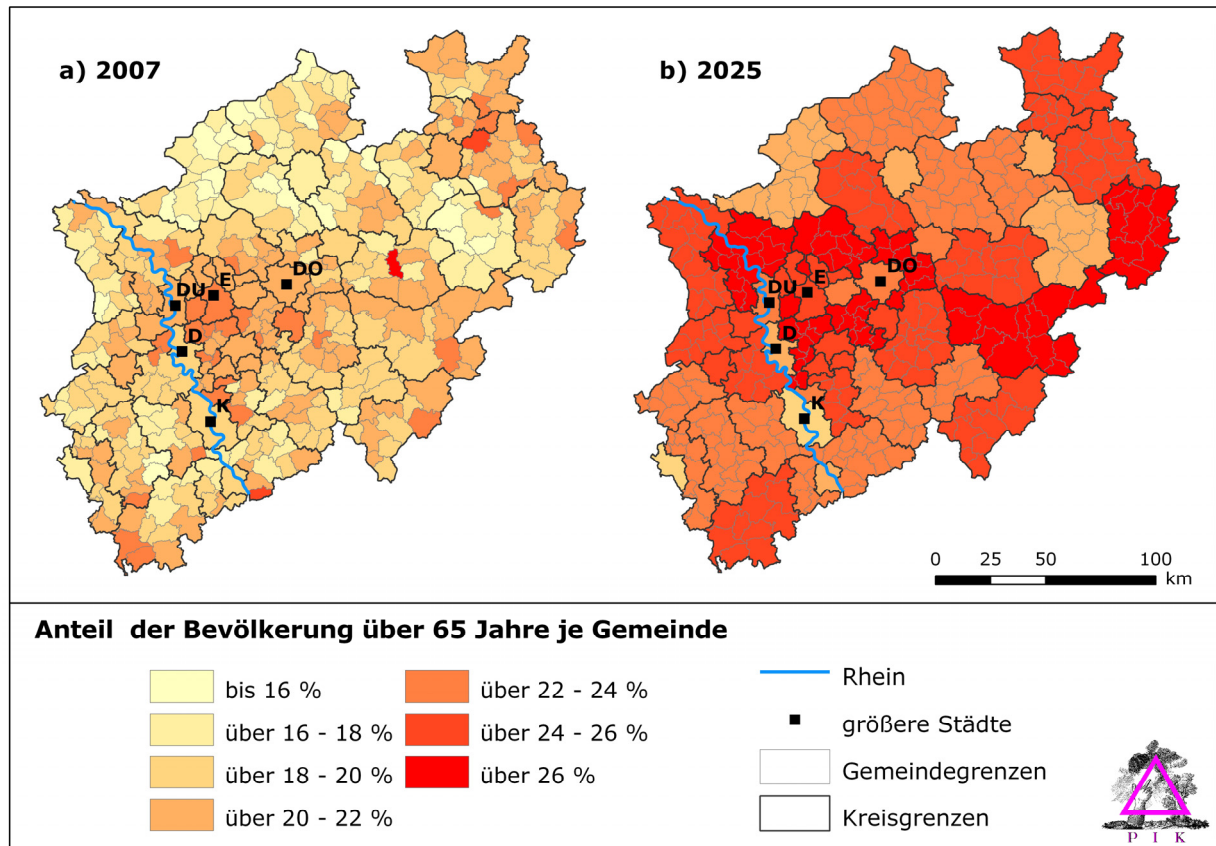 a) 2007
b) 2025
DU
E
DO
D
K
DU
E
DO
D
K
0 25 50 100
km
Anteil der Bevölkerung über 65 Jahre je Gemeinde
bis 16 %
über 16 - 18 %
über 18 - 20 %
über 20 - 22 %
über 22 - 24 %
über 24 - 26 %
über 26 %
Rhein
größere Städte
Gemeindegrenzen
Kreisgrenzen
P I K